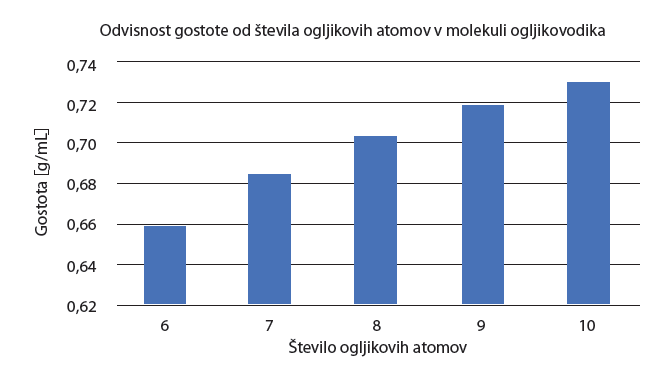 Odvisnost gostote od števila ogljikovih atomov v molekuli ogljikovodika
Gostota [g/mL]
0,74
0,72
0,70
0,68
0,66
0,64
0,62
6 7 8 9 10
Število ogljikovih atomov